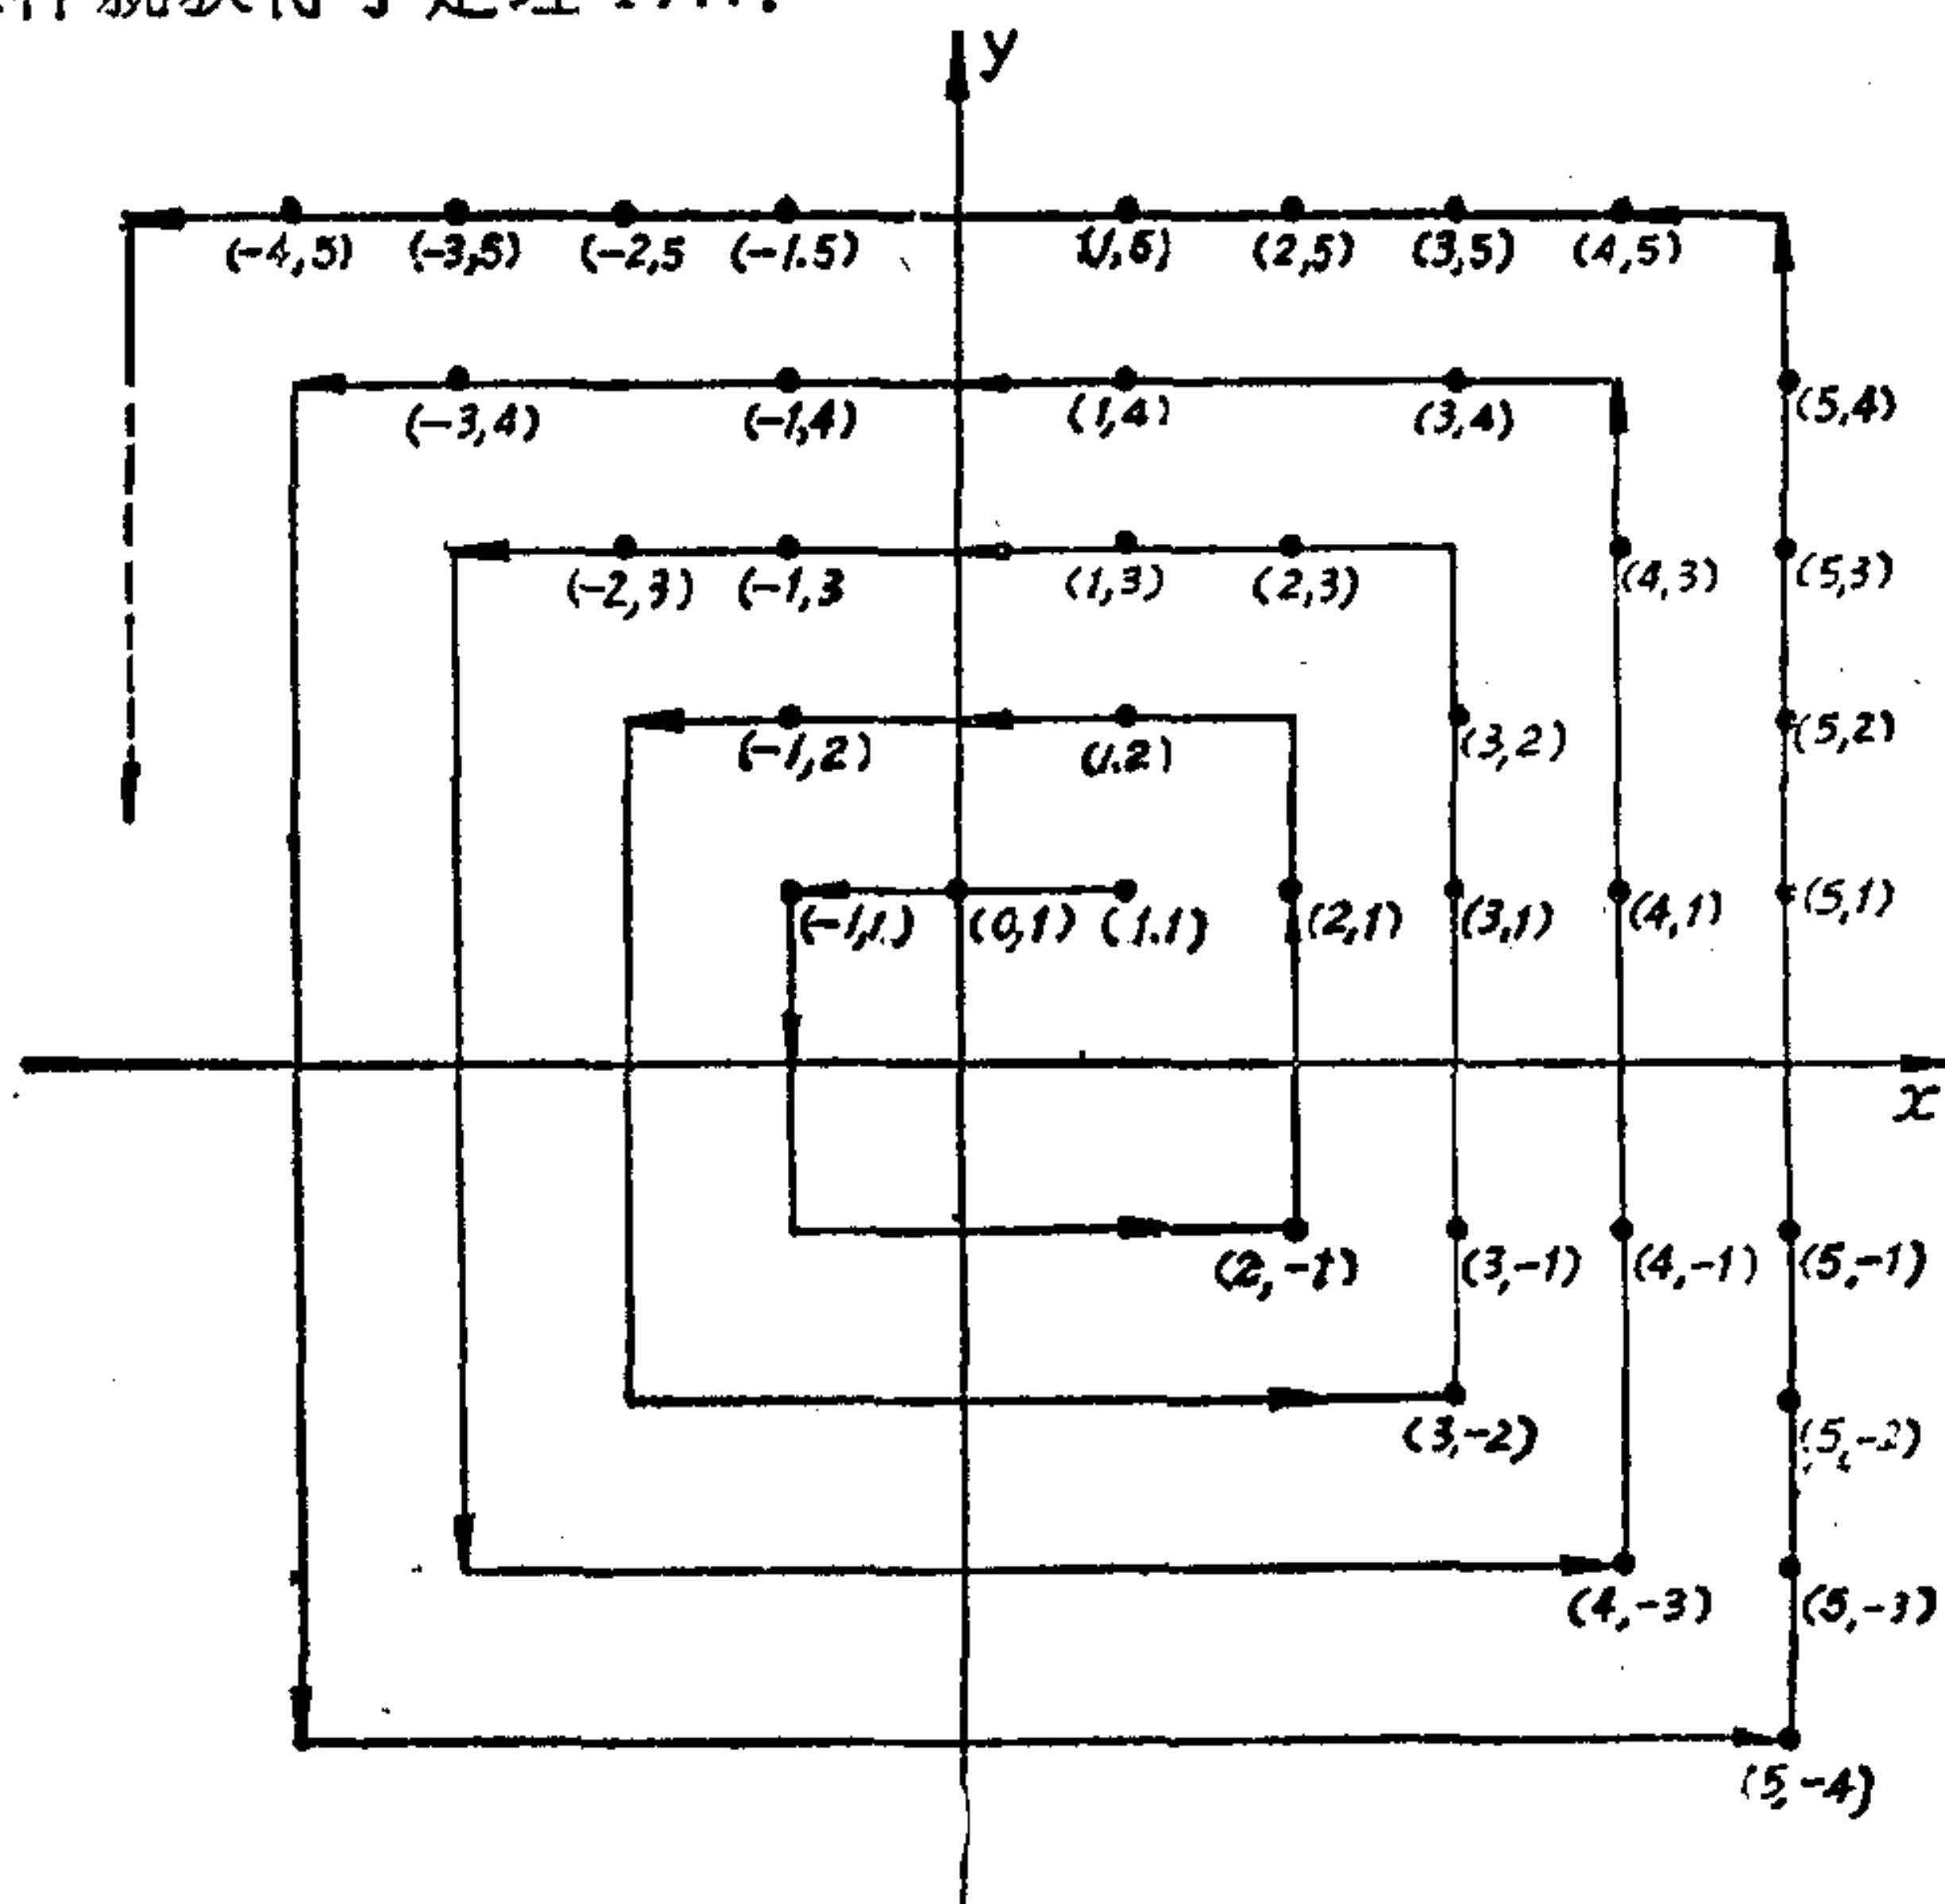 y
(-4,5) (-3,5) (-2,5 (-1.5) (1,5) (2,5) (3,5) (4,5)
(-3,4) (-1,4) (1,4) (3,4) (5,4)
(-2,3) (-1,3 (1,3) (2,3) (4,3) (5,3)
(-1,2) (1.2) (3,2) (5,2)
(-1,1) (0,1) (1.1) (2,1) (3,1) (4,1) (5,1)
x
(2,-1) (3,-1) (4,-1) (5,-1)
(3,-2) (5,-2)
(4,-3) (5,-3)
(5,-4)